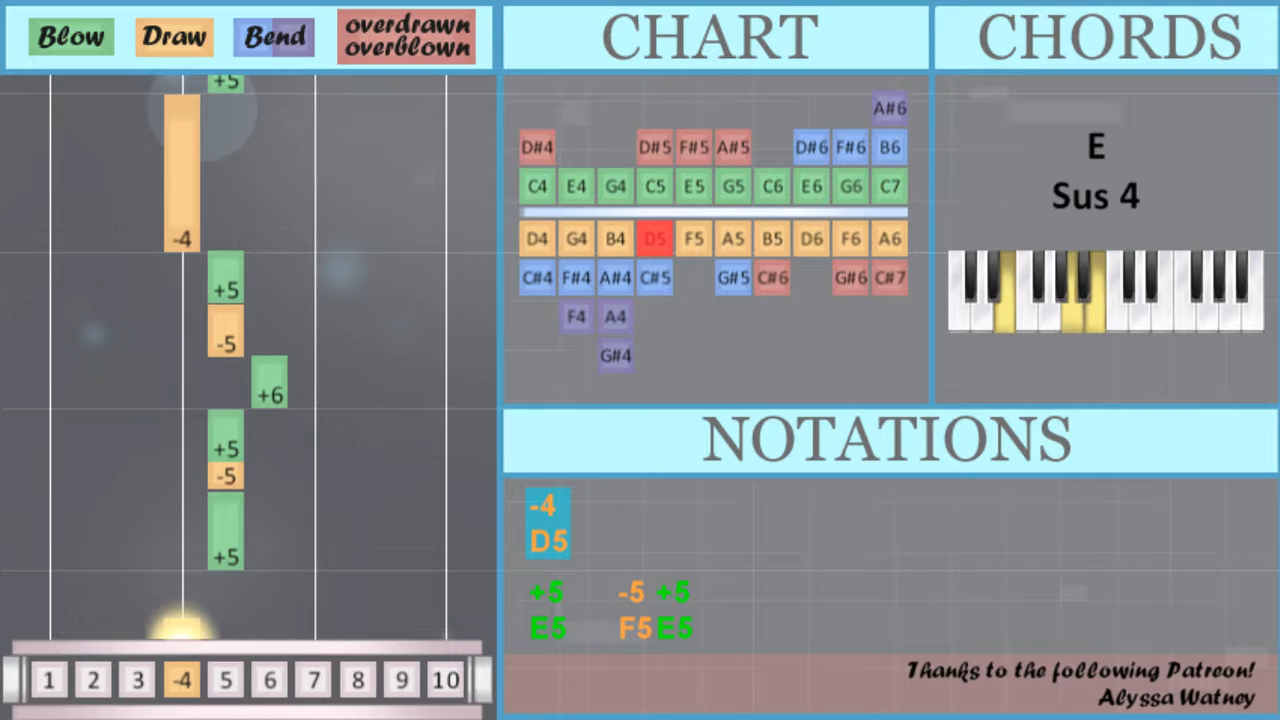 Blow Draw Bend overdrawn
overblown
CHART
CHORDS
+5
-4
+5
-5
+6
+5
-5
+5
1 2 3 -4 5 6 7 8 9 10
A#6
D#4 D#5 F#5 A#5 D#6 F#6 B6
C4 E4 G4 C5 E5 G5 C6 E6 G6 C7
D4 G4 B4 D5 F5 A5 B5 D6 F6 A6
C#4 F#4 A#4 C#5 G#5 C#6 G#6 C#7
F4 A4
G#4
E
Sus 4
NOTATIONS
-4
D5
+5 -5 +5
E5 F5 E5
Thanks to the following Patreon!
Alyssa Watney